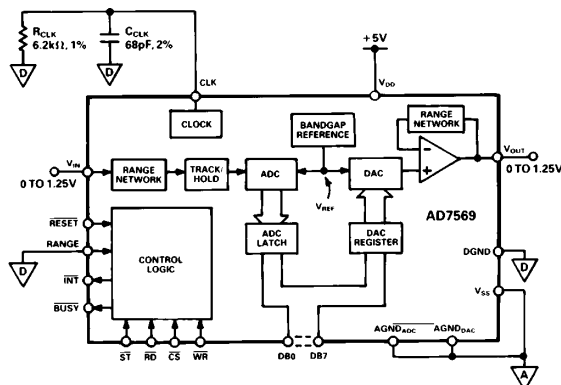 RCLK
6.2kΩ, 1%
CCLK
68pF, 2%
D
D
+5V
CLK
VDD
CLOCK
BANDGAP
REFERENCE
RANGE
NETWORK
VIN
0 TO 1.25V
RANGE
NETWORK
TRACK/
HOLD
ADC
DAC
−
+
VOUT
0 TO 1.25V
VREF
AD7569
RESET
RANGE
D
INT
BUSY
CONTROL
LOGIC
ADC
LATCH
DAC
REGISTER
DGND
D
VSS
AGNDADC
AGNDDAC
ST
RD
CS
WR
DB0
DB7
A